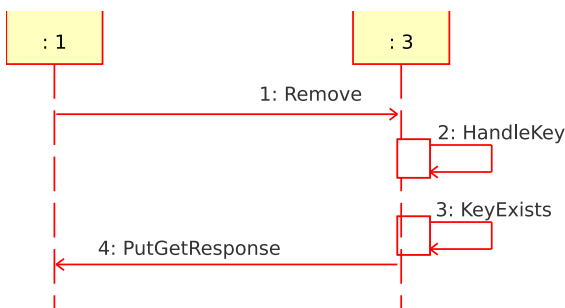 : 1
: 3
1: Remove
2: HandleKey
3: KeyExists
4: PutGetResponse